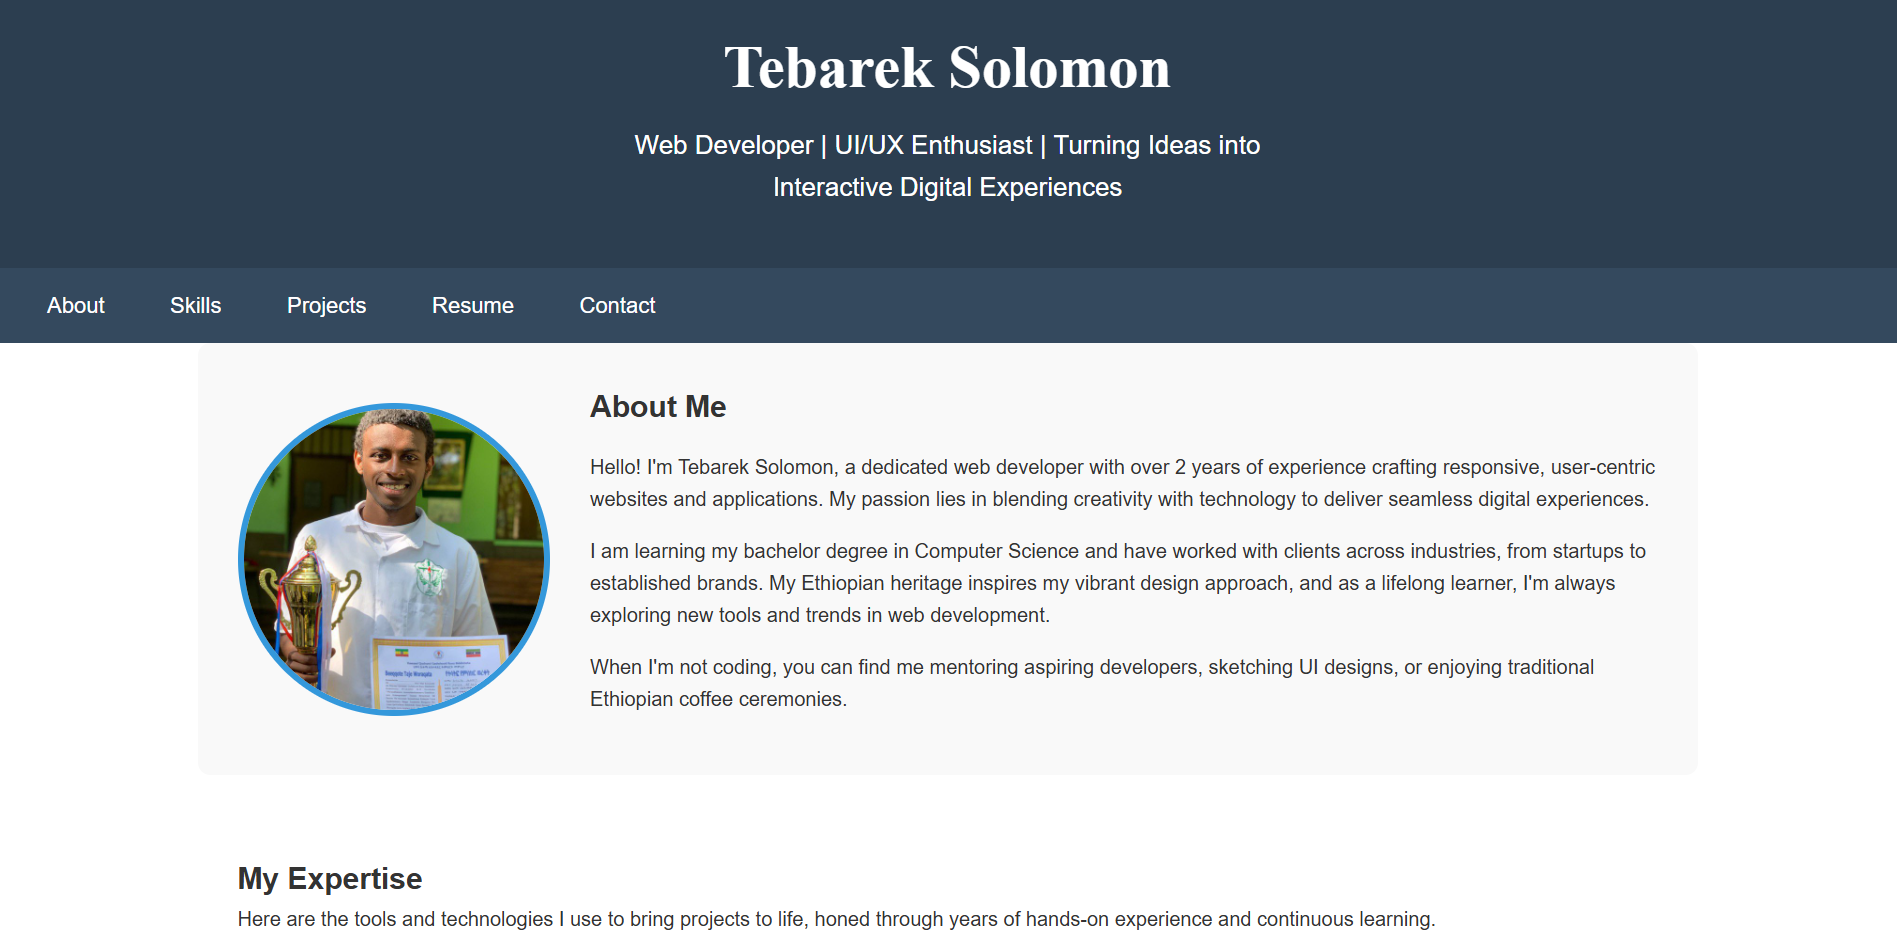 Tebarek Solomon
Web Developer | UI/UX Enthusiast | Turning Ideas into
Interactive Digital Experiences
About
Skills
Projects
Resume
Contact
About Me
Hello! I'm Tebarek Solomon, a dedicated web developer with over 2 years of experience crafting responsive, user-centric
websites and applications. My passion lies in blending creativity with technology to deliver seamless digital experiences.
I am learning my bachelor degree in Computer Science and have worked with clients across industries, from startups to
established brands. My Ethiopian heritage inspires my vibrant design approach, and as a lifelong learner, I'm always
exploring new tools and trends in web development.
When I'm not coding, you can find me mentoring aspiring developers, sketching UI designs, or enjoying traditional
Ethiopian coffee ceremonies.
My Expertise
Here are the tools and technologies I use to bring projects to life, honed through years of hands-on experience and continuous learning.